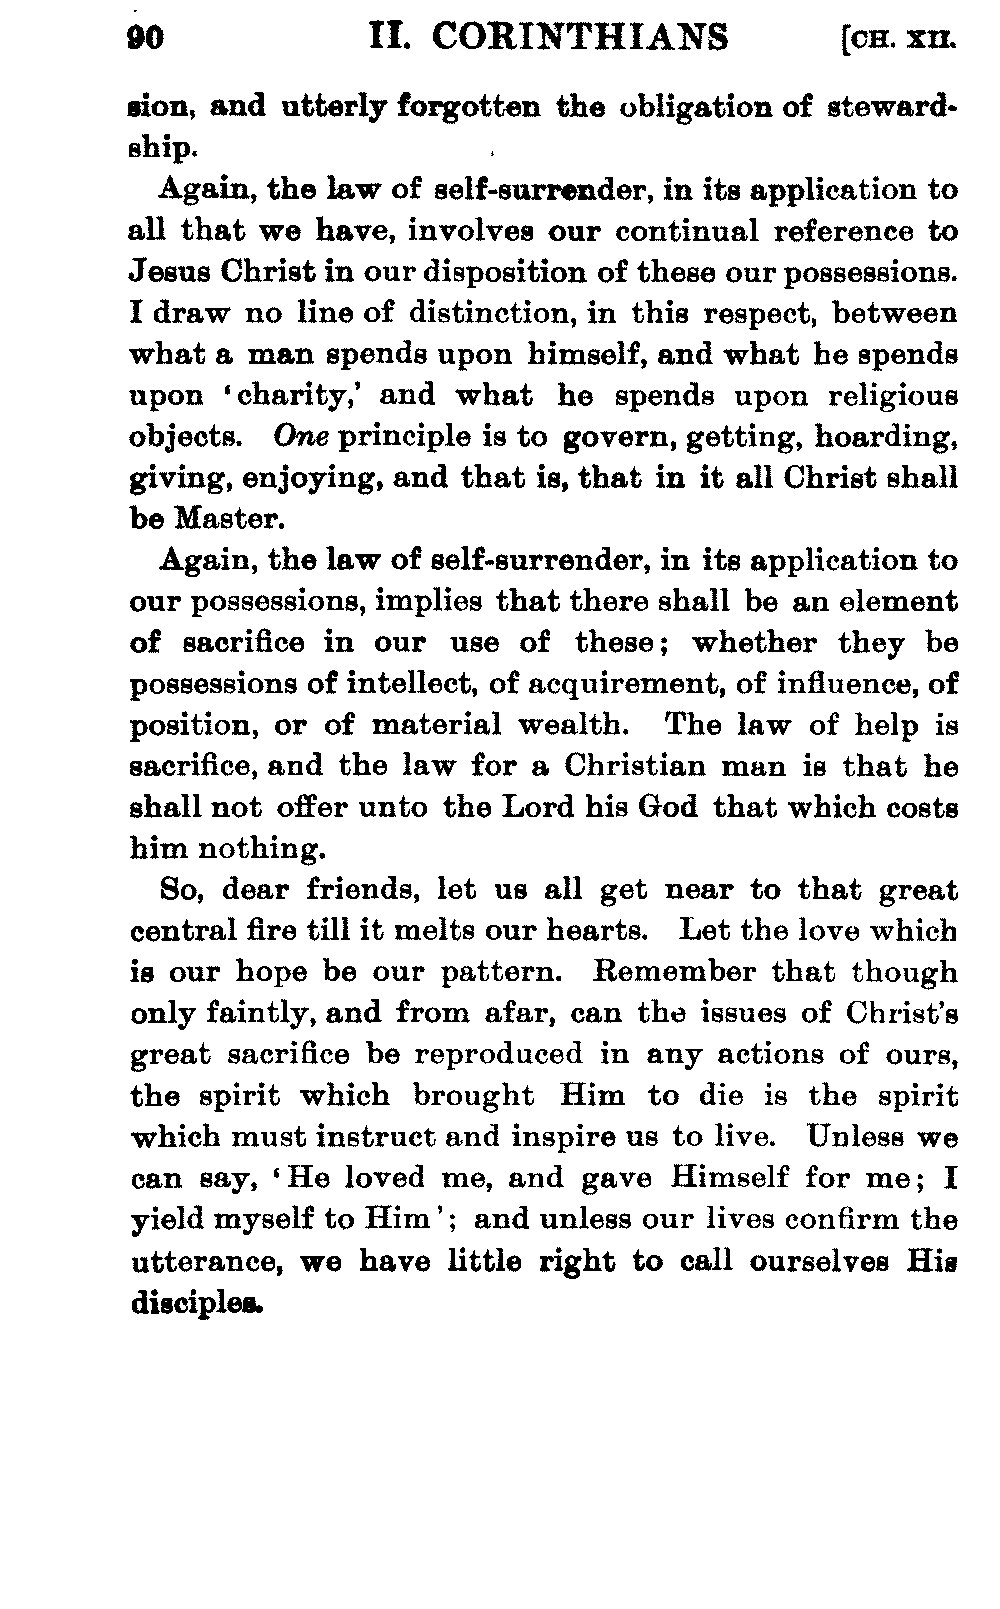 90 II. CORINTHIANS [CH. XII.
sion, and utterly forgotten the obligation of steward-
ship.
Again, the law of self-surrender, in its application to
all that we have, involves our continual reference to
Jesus Christ in our disposition of these our possessions.
I draw no line of distinction, in this respect, between
what a man spends upon himself, and what he spends
upon ‘charity,’ and what he spends upon religious
objects. One principle is to govern, getting, hoarding,
giving, enjoying, and that is, that in it all Christ shall
be Master.
Again, the law of self-surrender, in its application to
our possessions, implies that there shall be an element
of sacrifice in our use of these; whether they be
possessions of intellect, of acquirement, of influence, of
position, or of material wealth. The law of help is
sacrifice, and the law for a Christian man is that he
shall not offer unto the Lord his God that which costs
him nothing.
So, dear friends, let us all get near to that great
central fire till it melts our hearts. Let the love which
is our hope be our pattern. Remember that though
only faintly, and from afar, can the issues of Christ’s
great sacrifice be reproduced in any actions of ours,
the spirit which brought Him to die is the spirit
which must instruct and inspire us to live. Unless we
can say, ‘He loved me, and gave Himself for me; I
yield myself to Him’; and unless our lives confirm the
utterance, we have little right to call ourselves His
disciples.